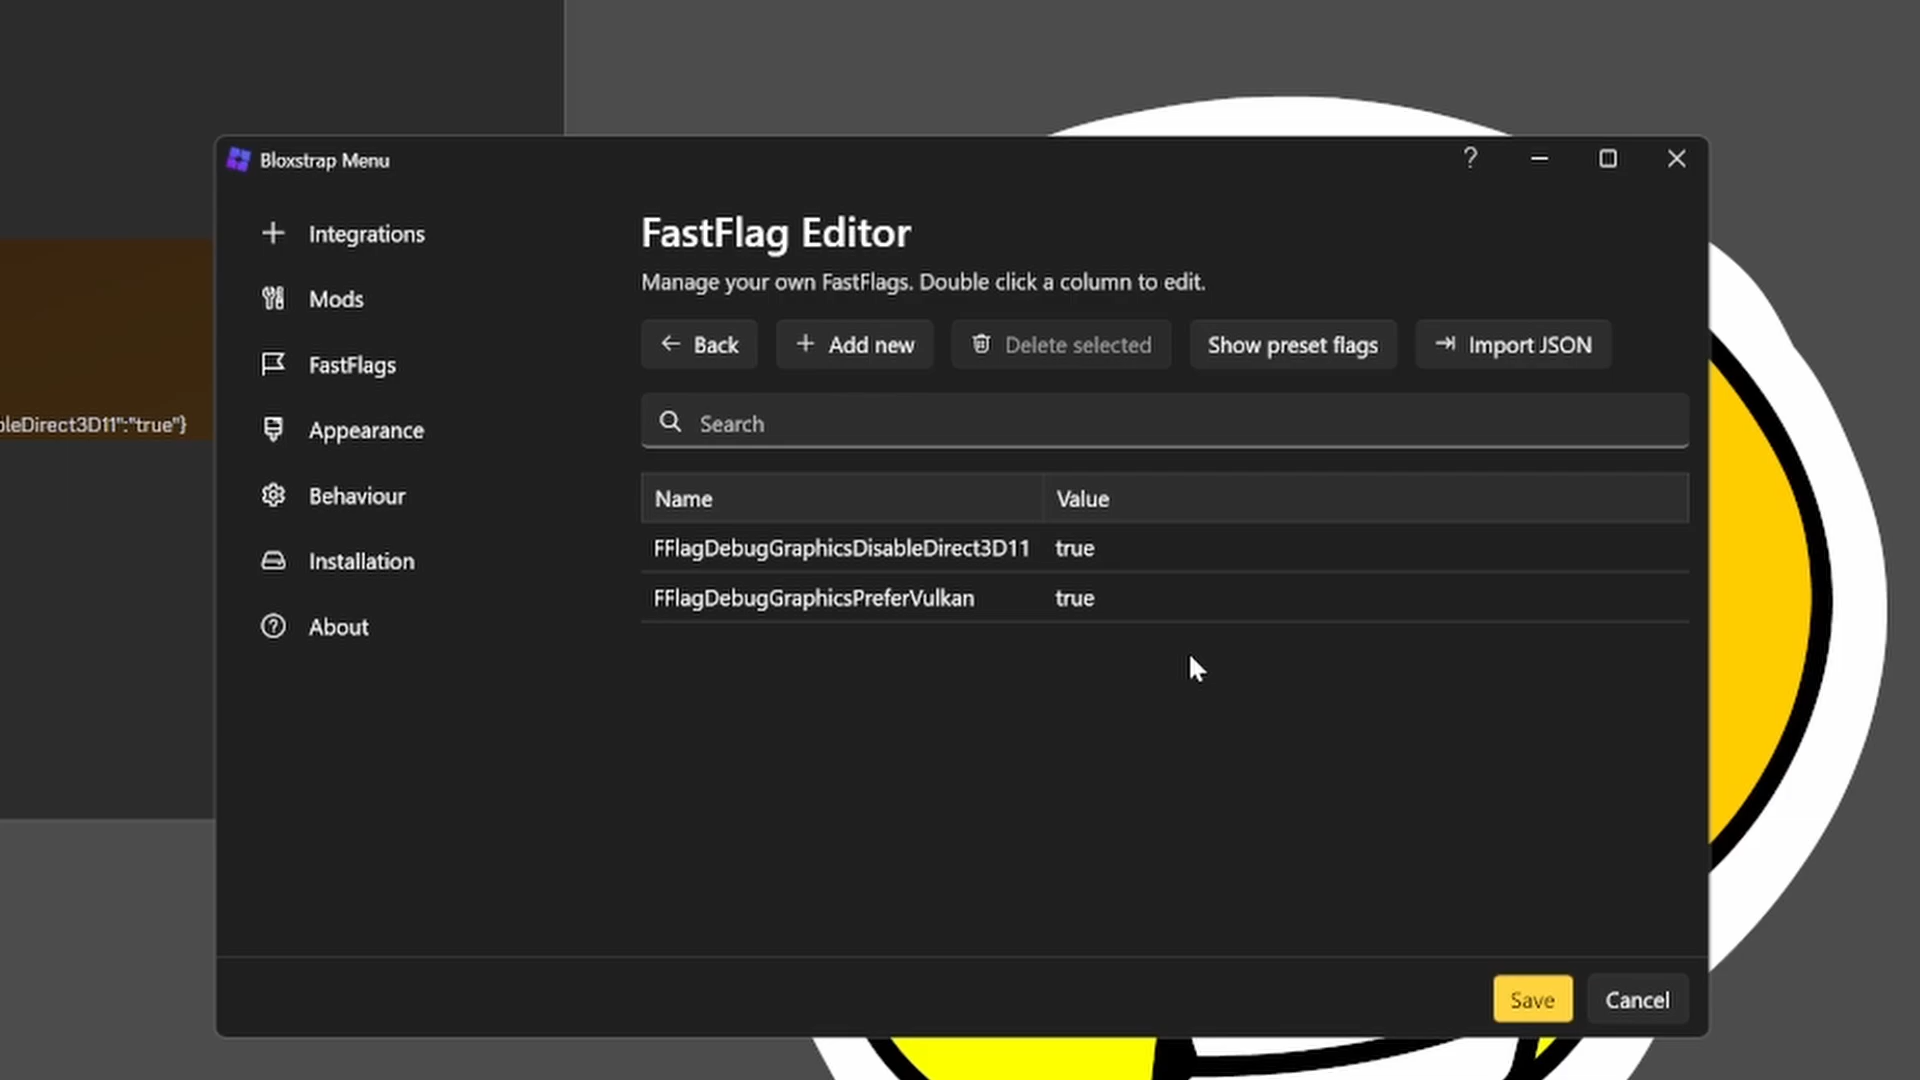 Bloxstrap Menu
Integrations
Mods
FastFlags
Appearance
Behaviour
Installation
About
FastFlag Editor
Manage your own FastFlags. Double click a column to edit.
Back
Add new
Delete selected
Show preset flags
Import JSON
Search
Name Value
FFlagDebugGraphicsDisableDirect3D11 true
FFlagDebugGraphicsPreferVulkan true
Save
Cancel
bleDirect3D11":"true"}